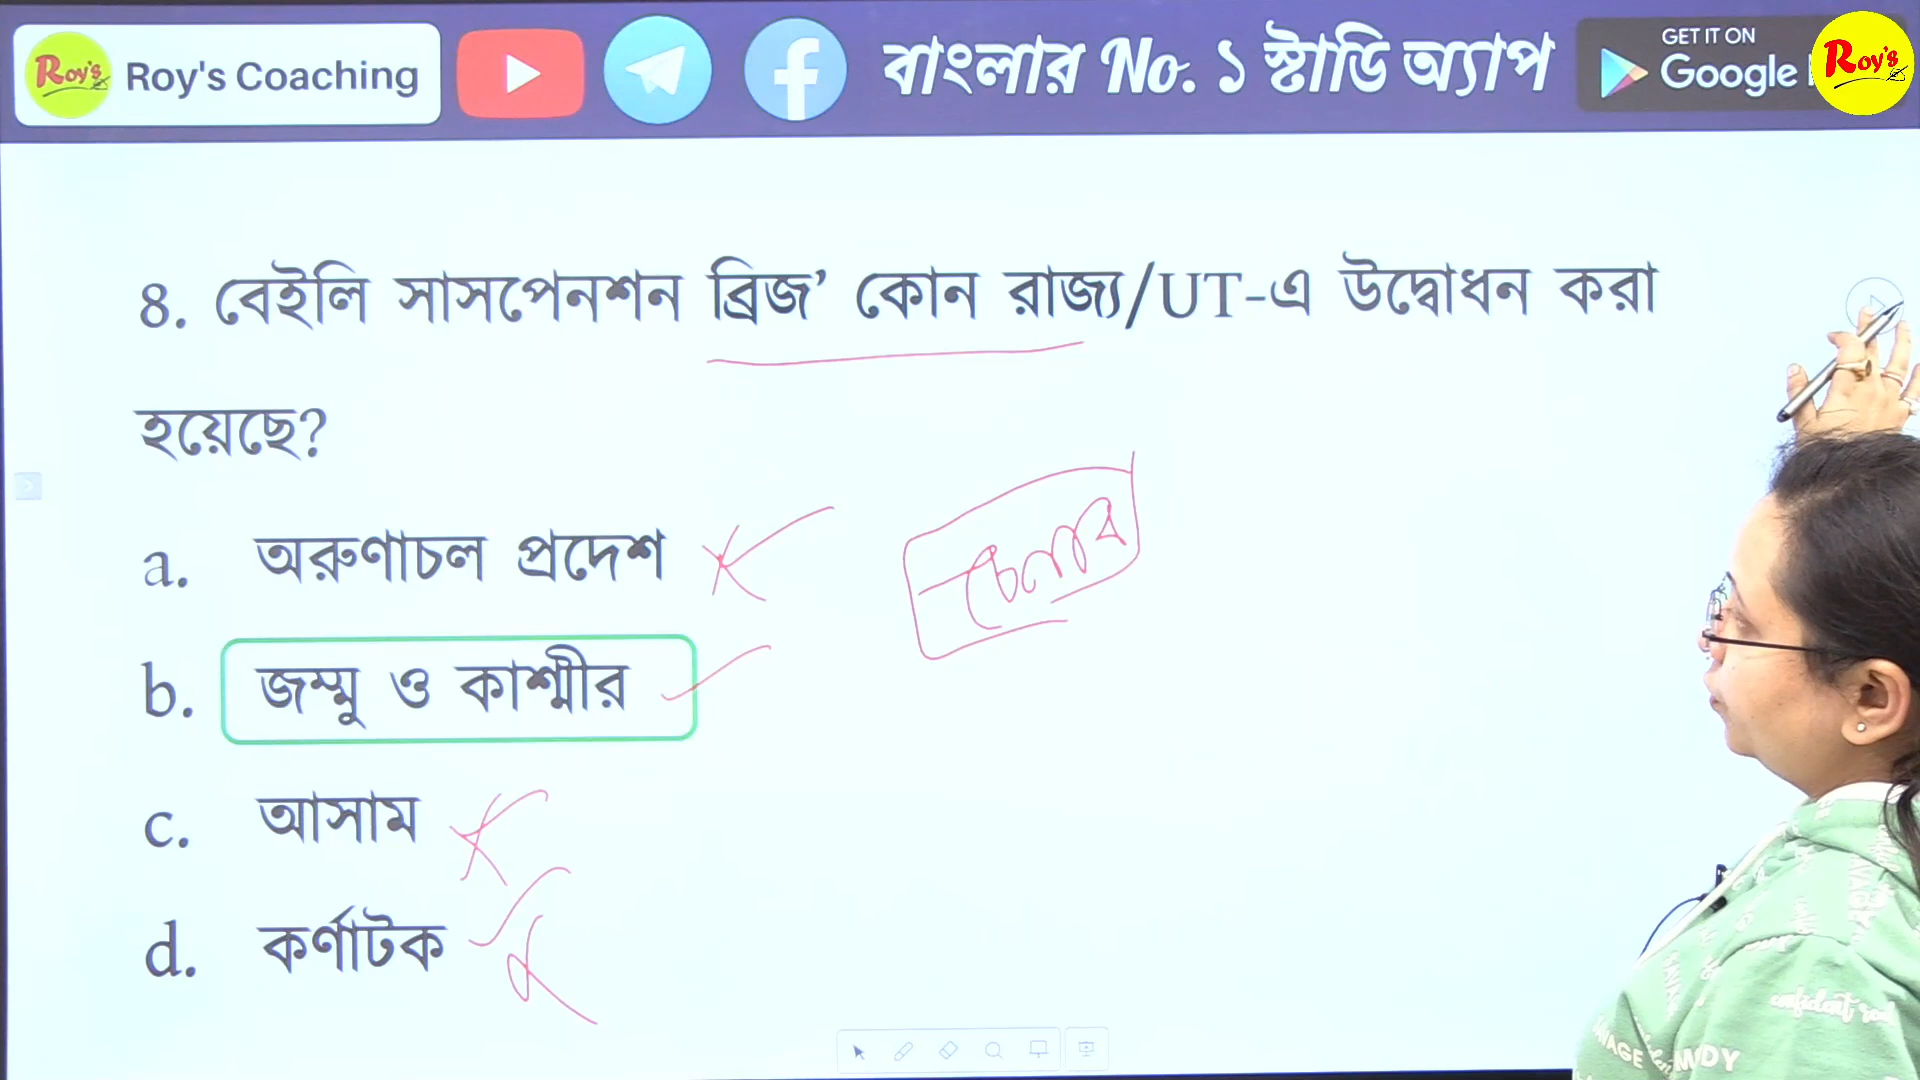 Roy's
Roy's Coaching
বাংলার No. ১ স্টাডি অ্যাপ
GET IT ON
Google
Roy's
8. বেইলি সাসপেনশন ব্রিজ’ কোন রাজ্য/UT-এ উদ্বোধন করা
হয়েছে?
a. অরুণাচল প্রদেশ
চেনাব
b. জম্মু ও কাশ্মীর
c. আসাম
d. কর্ণাটক